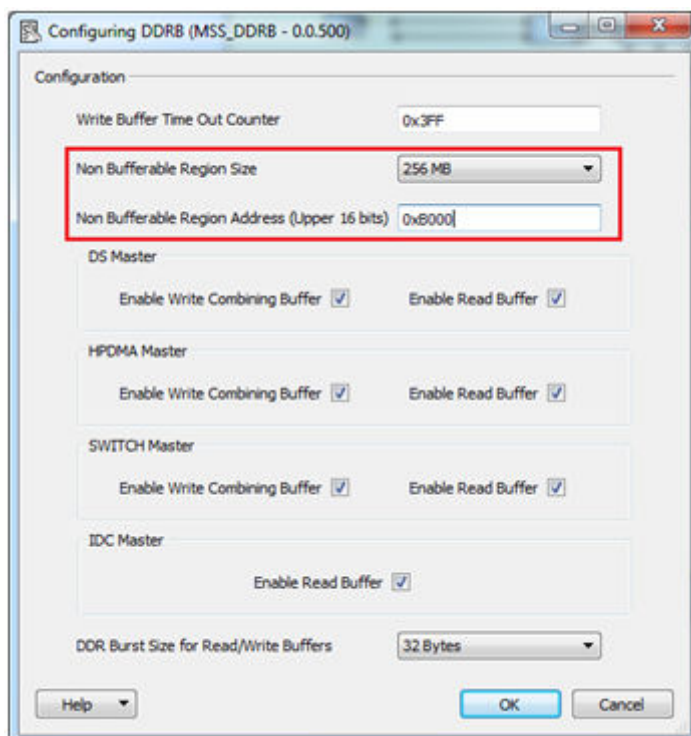 Configuring DDRB (MSS_DDRB - 0.0.500)
Configuration
Write Buffer Time Out Counter 0x3FF
Non Bufferable Region Size 256 MB
Non Bufferable Region Address (Upper 16 bits) 0xB000
DS Master
Enable Write Combining Buffer Enable Read Buffer
HPDMA Master
Enable Write Combining Buffer Enable Read Buffer
SWITCH Master
Enable Write Combining Buffer Enable Read Buffer
IDC Master
Enable Read Buffer
DDR Burst Size for Read/Write Buffers 32 Bytes
Help OK Cancel